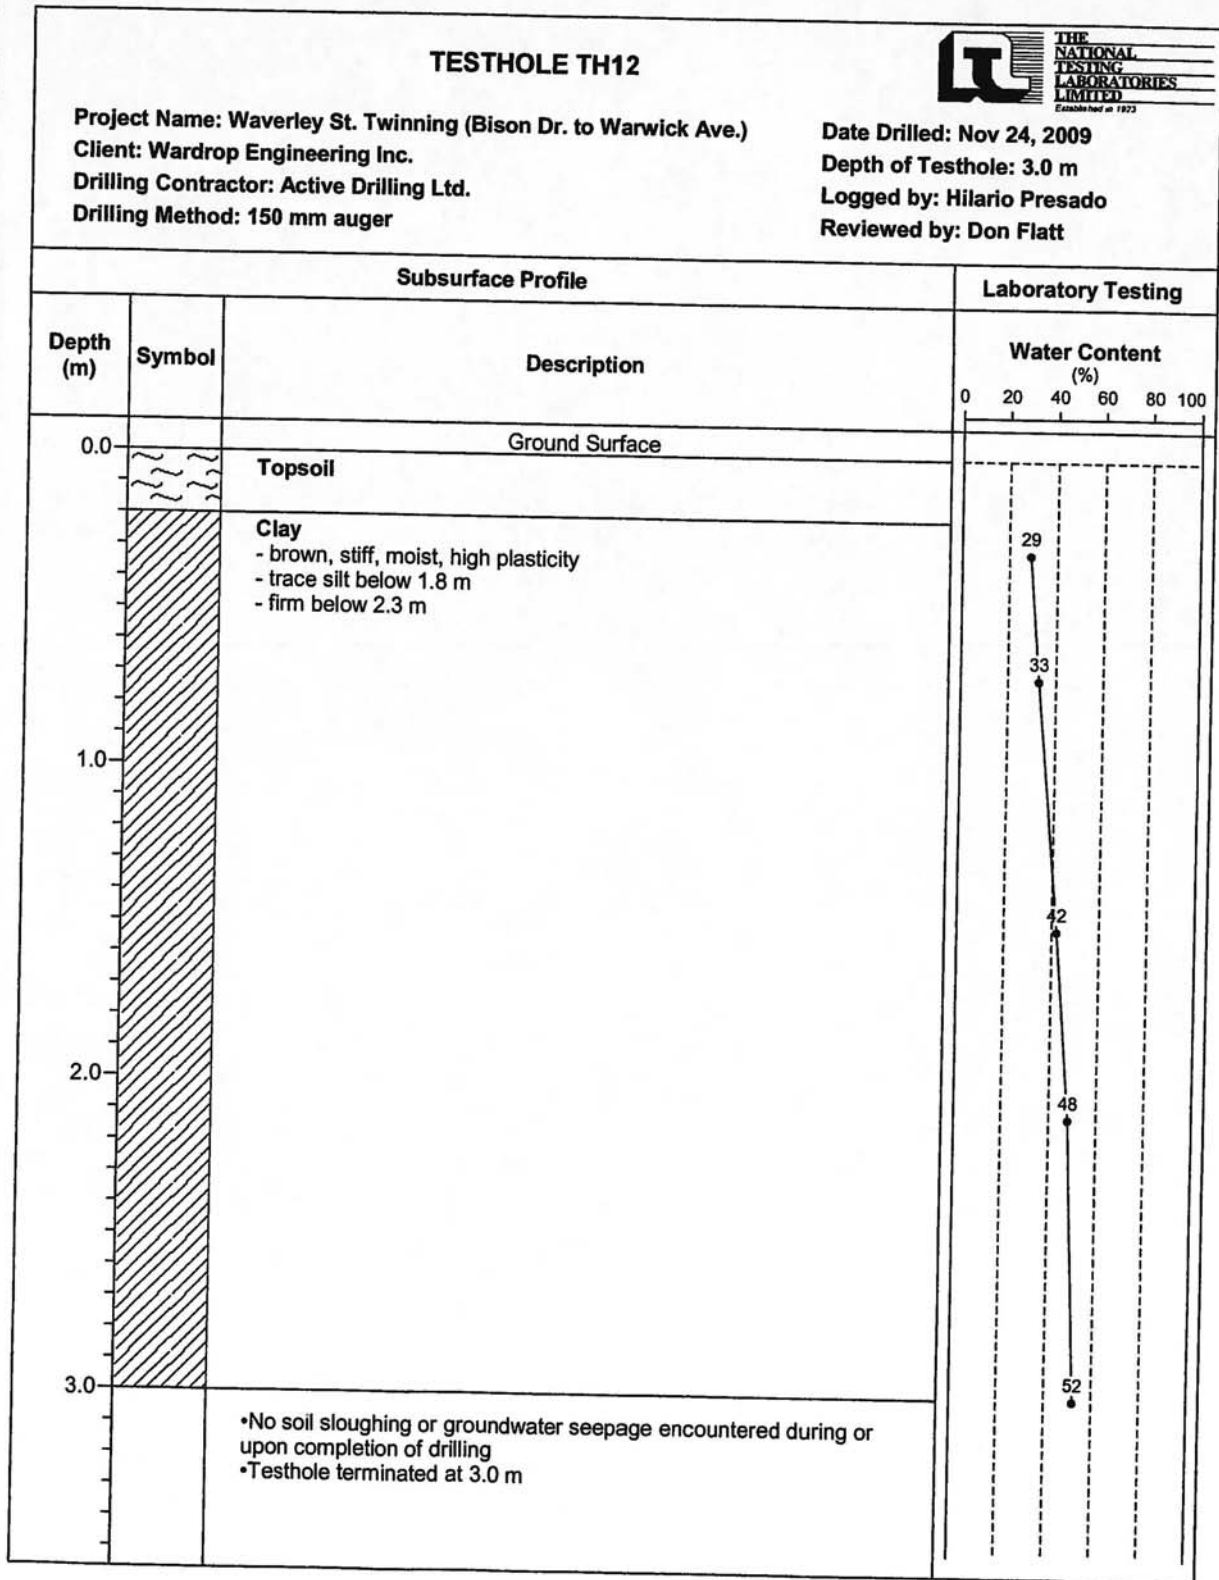 TESTHOLE TH12
THE
NATIONAL
TESTING
LABORATORIES
LIMITED
Established in 1923
Project Name: Waverley St. Twinning (Bison Dr. to Warwick Ave.)
Client: Wardrop Engineering Inc.
Drilling Contractor: Active Drilling Ltd.
Drilling Method: 150 mm auger
Date Drilled: Nov 24, 2009
Depth of Testhole: 3.0 m
Logged by: Hilario Presado
Reviewed by: Don Flatt
Subsurface Profile
Laboratory Testing
Depth
(m)
Symbol
Description
Water Content
(%)
0 20 40 60 80 100
Ground Surface
0.0
Topsoil
Clay
- brown, stiff, moist, high plasticity
- trace silt below 1.8 m
- firm below 2.3 m
29
33
1.0
42
2.0
48
3.0
52
•No soil sloughing or groundwater seepage encountered during or
upon completion of drilling
•Testhole terminated at 3.0 m